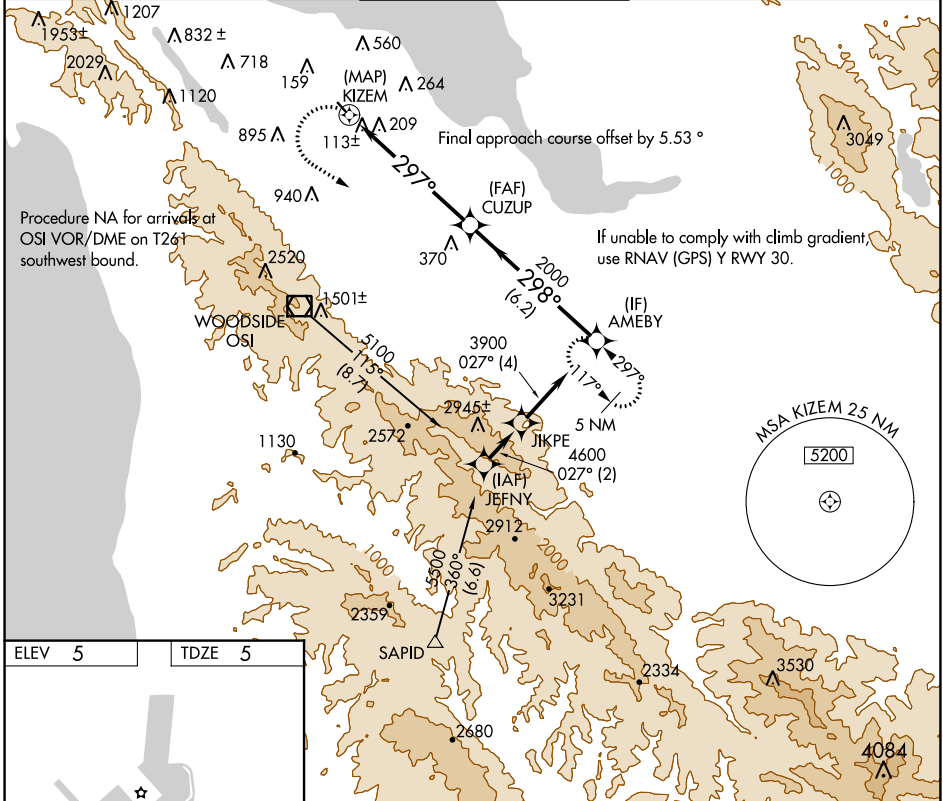 1207
1953±
832 ±
560
2029
718
159
(MAP)
KIZEM
264
1120
895
113±
209
Final approach course offset by 5.53 °
3049
1000
297°
940
(FAF)
CUZUP
Procedure NA for arrivals at
OSI VOR/DME on T261
southwest bound.
370
If unable to comply with climb gradient,
use RNAV (GPS) Y RWY 30.
2520
2000
298°
(6.2)
1501±
(IF)
AMEBY
WOODSIDE
OSI
5100
115°
(8.7)
3900
027° (4)
297°
117°
5 NM
2945±
JIKPE
2572
4600
027° (2)
1130
(IAF)
JEFNY
MSA KIZEM 25 NM
5200
2912
2000
1000
5500
360°
(6.6)
3231
2359
SAPID
ELEV 5
TDZE 5
2334
3530
2680
4084